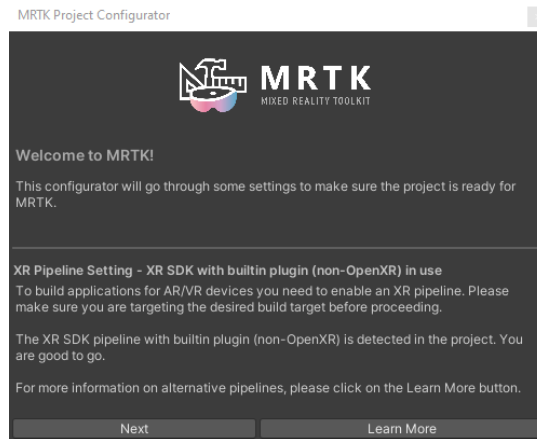 MRTK Project Configurator
MRTK
MIXED REALITY TOOLKIT
Welcome to MRTK!
This configurator will go through some settings to make sure the project is ready for
MRTK.
XR Pipeline Setting - XR SDK with builtin plugin (non-OpenXR) in use
To build applications for AR/VR devices you need to enable an XR pipeline. Please
make sure you are targeting the desired build target before proceeding.
The XR SDK pipeline with builtin plugin (non-OpenXR) is detected in the project. You
are good to go.
For more information on alternative pipelines, please click on the Learn More button.
Next
Learn More